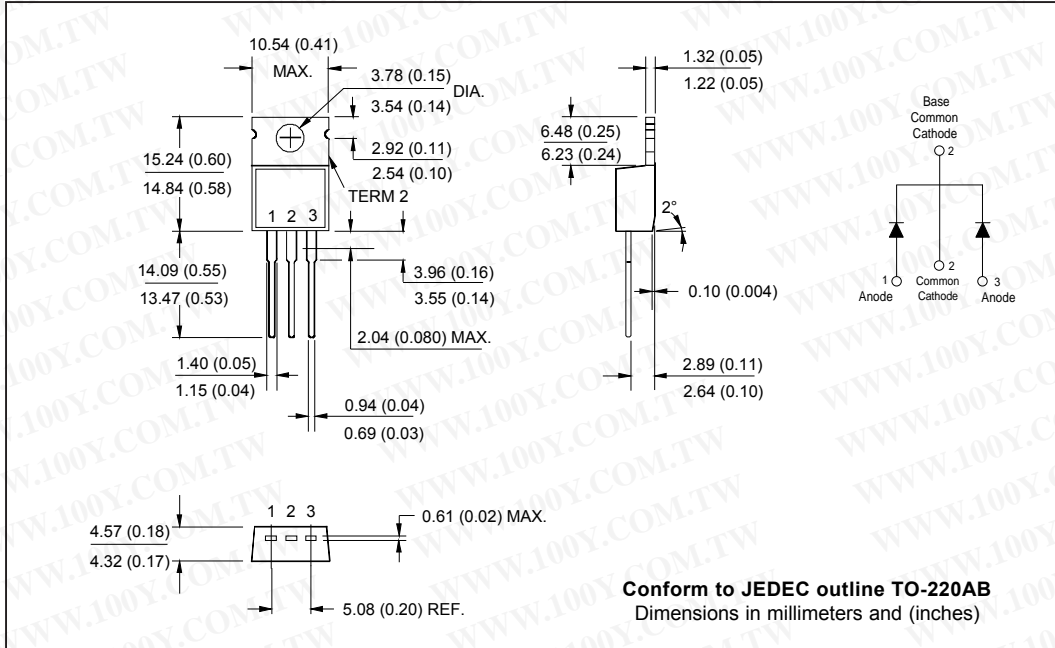 10.54 (0.41)
MAX.
3.78 (0.15)
3.54 (0.14)
DIA.
2.92 (0.11)
2.54 (0.10)
TERM 2
15.24 (0.60)
14.84 (0.58)
1 2 3
14.09 (0.55)
13.47 (0.53)
3.96 (0.16)
3.55 (0.14)
2.04 (0.080) MAX.
1.40 (0.05)
1.15 (0.04)
0.94 (0.04)
0.69 (0.03)
1.32 (0.05)
1.22 (0.05)
6.48 (0.25)
6.23 (0.24)
2°
0.10 (0.004)
2.89 (0.11)
2.64 (0.10)
Base
Common
Cathode
2
1
Anode
2
Common
Cathode
3
Anode
1 2 3
4.57 (0.18)
4.32 (0.17)
0.61 (0.02) MAX.
5.08 (0.20) REF.
Conform to JEDEC outline TO-220AB
Dimensions in millimeters and (inches)
WWW.100Y.COM.TW